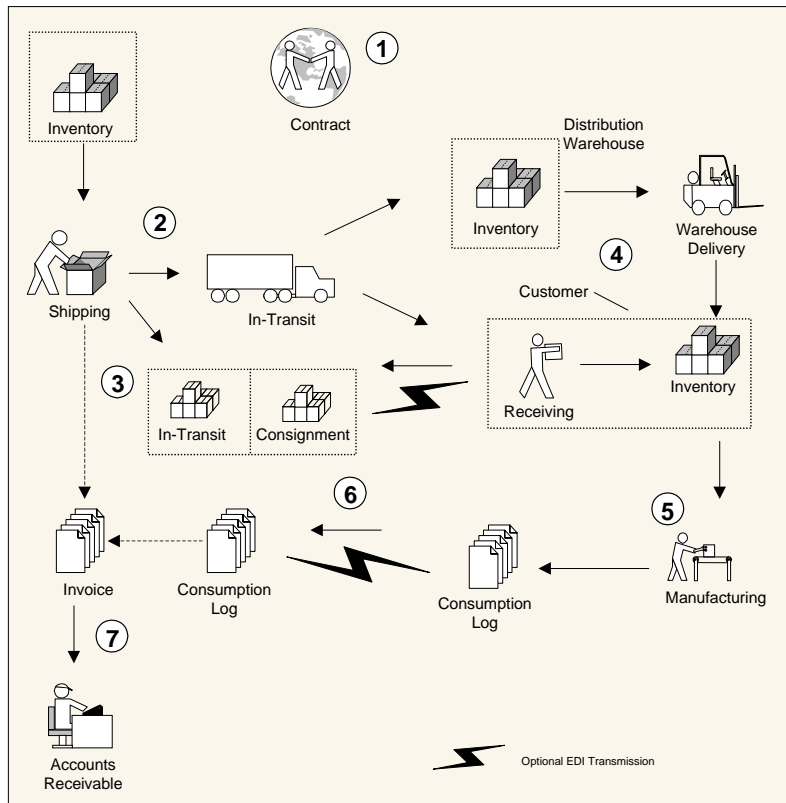 1
Contract
Inventory
Distribution
Warehouse
Inventory
Warehouse
Delivery
2
Shipping
In-Transit
4
Customer
3
In-Transit
Consignment
Receiving
Inventory
5
Manufacturing
6
Consumption
Log
Consumption
Log
Invoice
7
Accounts
Receivable
Optional EDI Transmission